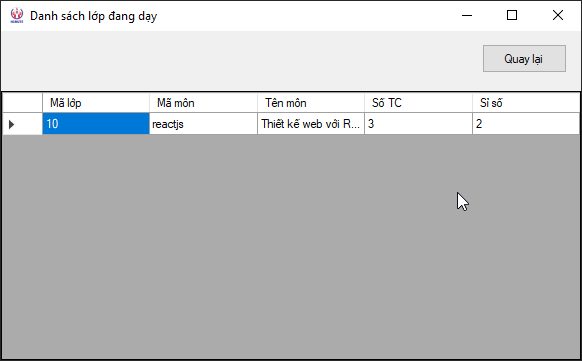 Danh sách lớp đang dạy
Quay lại
Mã lớp Mã môn Tên môn Số TC Sĩ số
10 reactjs Thiết kế web với R... 3 2